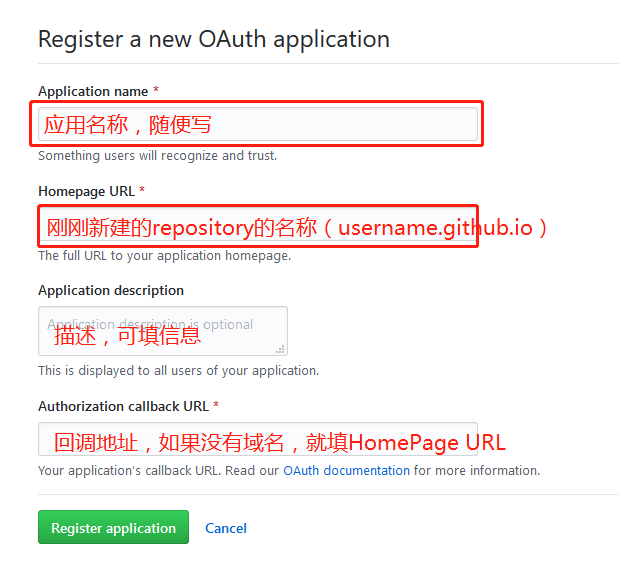 Register a new OAuth application
Application name *
应用名称，随便写
Something users will recognize and trust.
Homepage URL *
刚刚新建的repository的名称（username.github.io）
The full URL to your application homepage.
Application description
Application description is optional
描述，可填信息
This is displayed to all users of your application.
Authorization callback URL *
回调地址，如果没有域名，就填HomePage URL
Your application's callback URL. Read our OAuth documentation for more information.
Register application Cancel